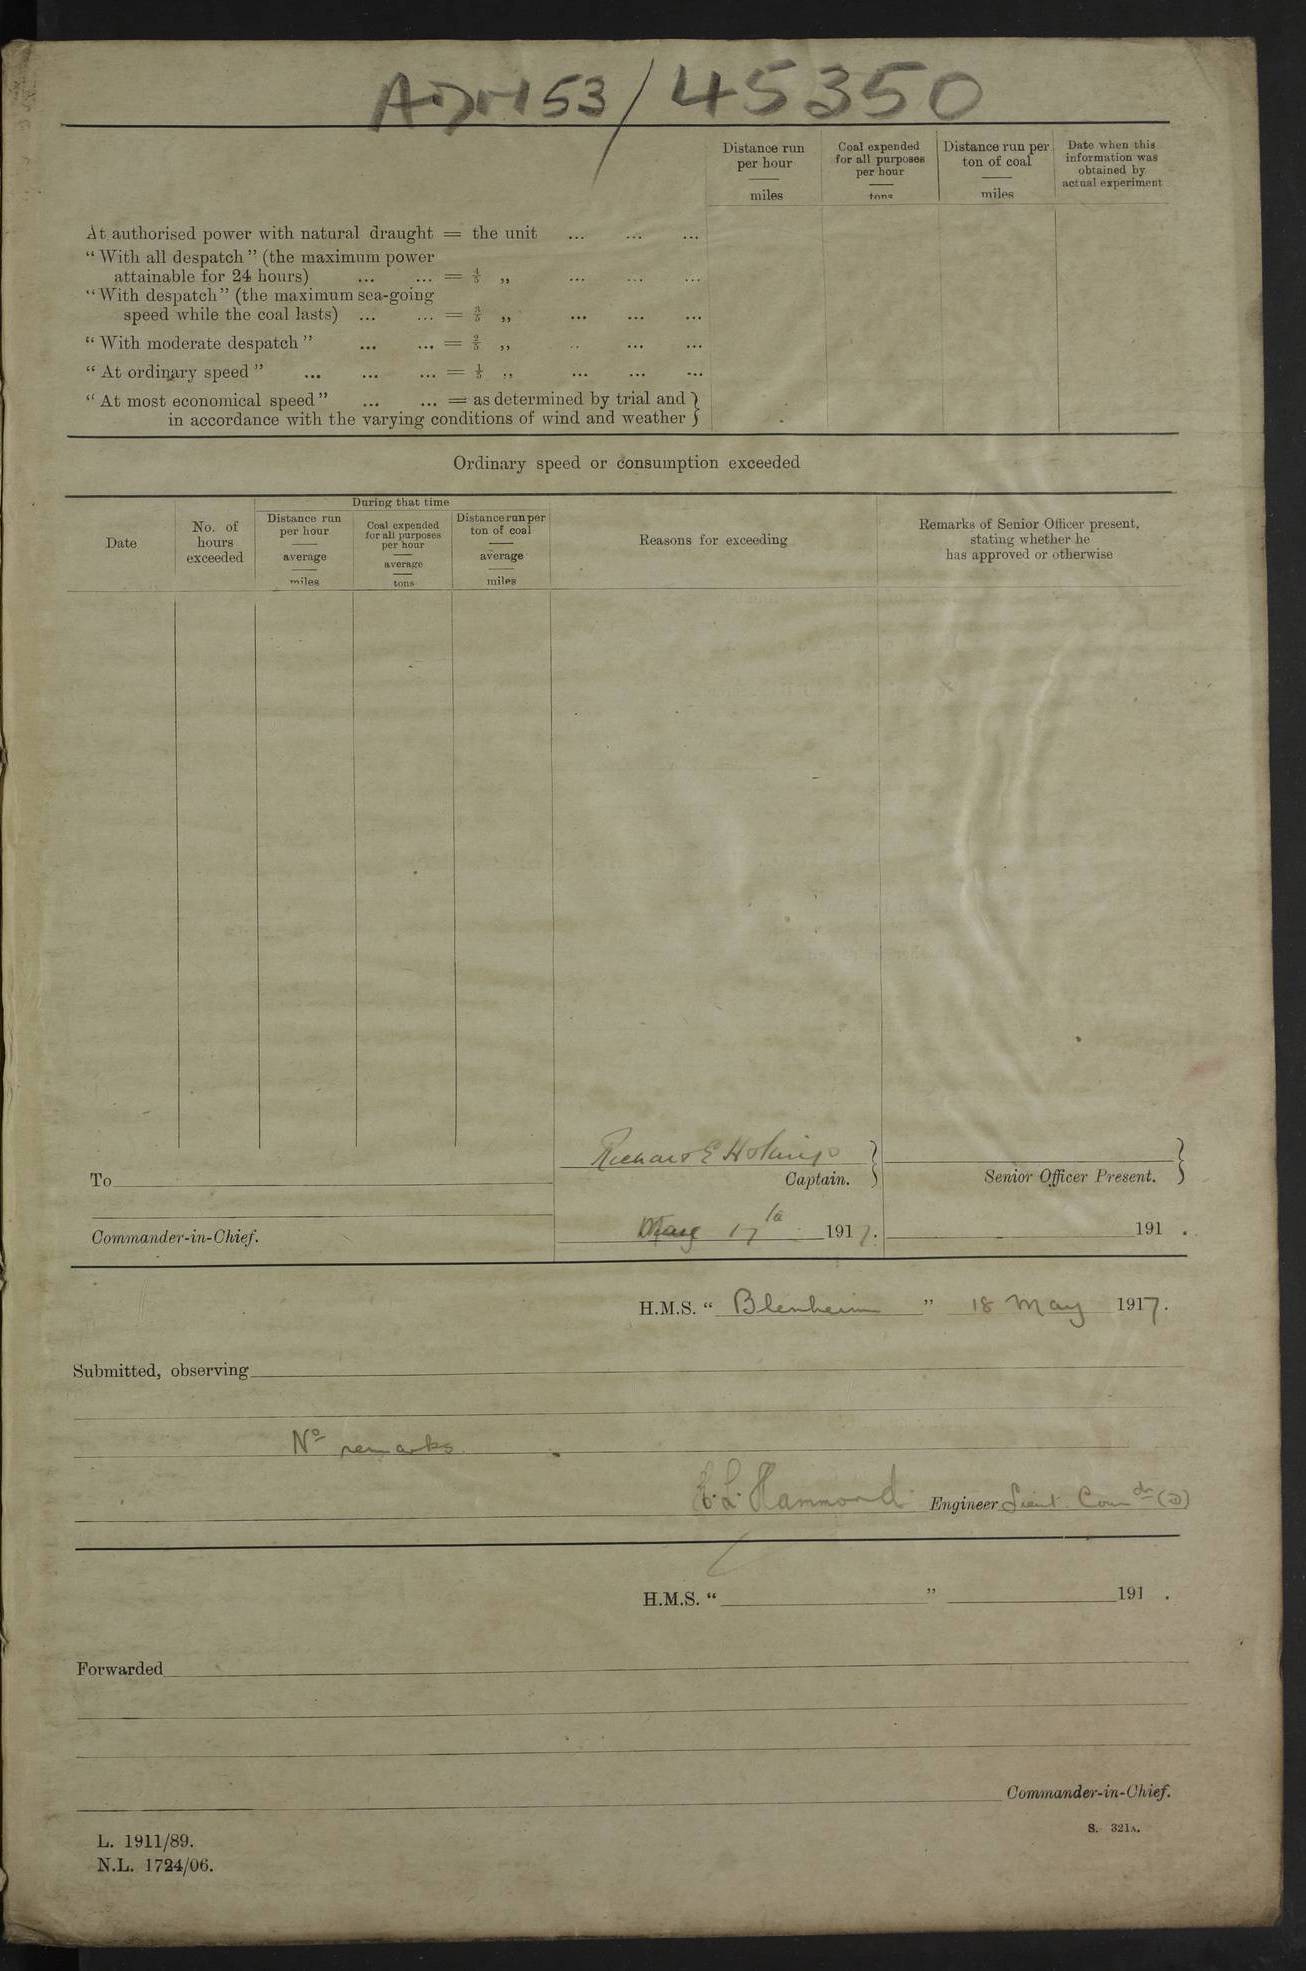 ADM 53/45350
Distance run per hour miles
Coal expended for all purposes per hour tons
Distance run per ton of coal miles
Date when this information was obtained by actual experiment
At authorised power with natural draught = the unit ... ... ...
"With all despatch" (the maximum power
attainable for 24 hours) ... ... = 4/5 ,, ... ... ...
"With despatch" (the maximum sea-going
speed while the coal lasts) ... ... = 3/5 ,, ... ... ...
"With moderate despatch" ... ... = 2/5 ,, .. ... ...
"At ordinary speed" ... ... ... = 1/5 ,, ... ... ...
"At most economical speed" ... ... = as determined by trial and }
in accordance with the varying conditions of wind and weather }
Ordinary speed or consumption exceeded
During that time
Date
No. of hours exceeded
Distance run per hour average miles
Coal expended for all purposes per hour average tons
Distance run per ton of coal average miles
Reasons for exceeding
Remarks of Senior Officer present, stating whether he has approved or otherwise
Richard E
To
Captain. }
Senior Officer Present. }
Commander-in-Chief.
May 17th 1917.
191 .
H.M.S. "Blenheim" 18 May 1917.
Submitted, observing
No remarks
L. Hammond Engineer Lieut Comdr (D)
H.M.S. " " 191 .
Forwarded
Commander-in-Chief.
S. 321A.
L. 1911/89.
N.L. 1724/06.